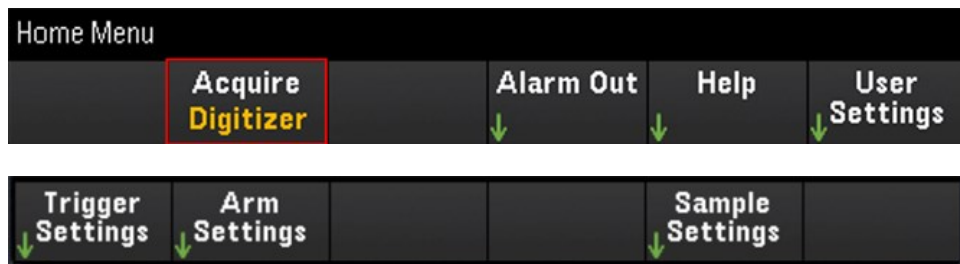 Home Menu
Acquire
Digitizer
Alarm Out
Help
User
Settings
Trigger
Settings
Arm
Settings
Sample
Settings